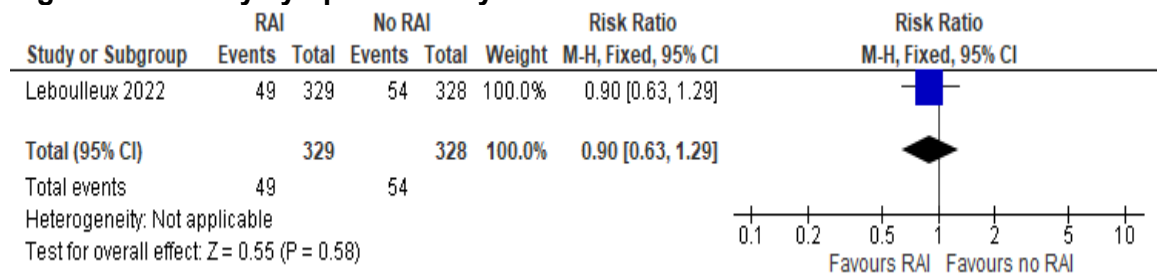 RAI No RAI Risk Ratio Risk Ratio
Study or Subgroup Events Total Events Total Weight M-H, Fixed, 95% CI M-H, Fixed, 95% CI
Leboulleux 2022 49 329 54 328 100.0% 0.90 [0.63, 1.29]
Total (95% CI) 329 328 100.0% 0.90 [0.63, 1.29]
Total events 49 54
Heterogeneity: Not applicable
Test for overall effect: Z = 0.55 (P = 0.58)
0.1 0.2 0.5 1 2 5 10
Favours RAI Favours no RAI